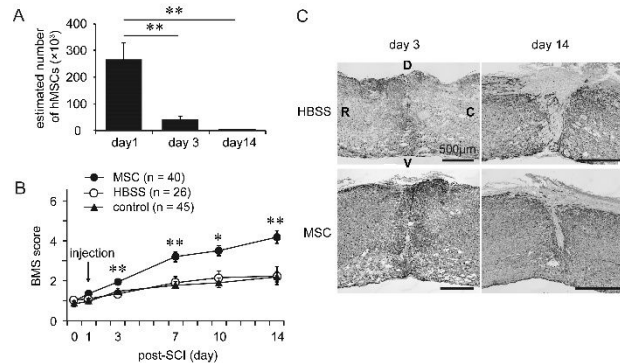 A
**
**
400
300
200
100
0
estimated number
of hMSCs (×10³)
day1
day 3
day14
B
MSC (n = 40)
HBSS (n = 26)
control (n = 45)
6
4
2
0
BMS score
injection
**
**
*
**
0 1 3 7 10 14
post-SCI (day)
C
day 3
day 14
HBSS
D
R
C
V
500μm
MSC